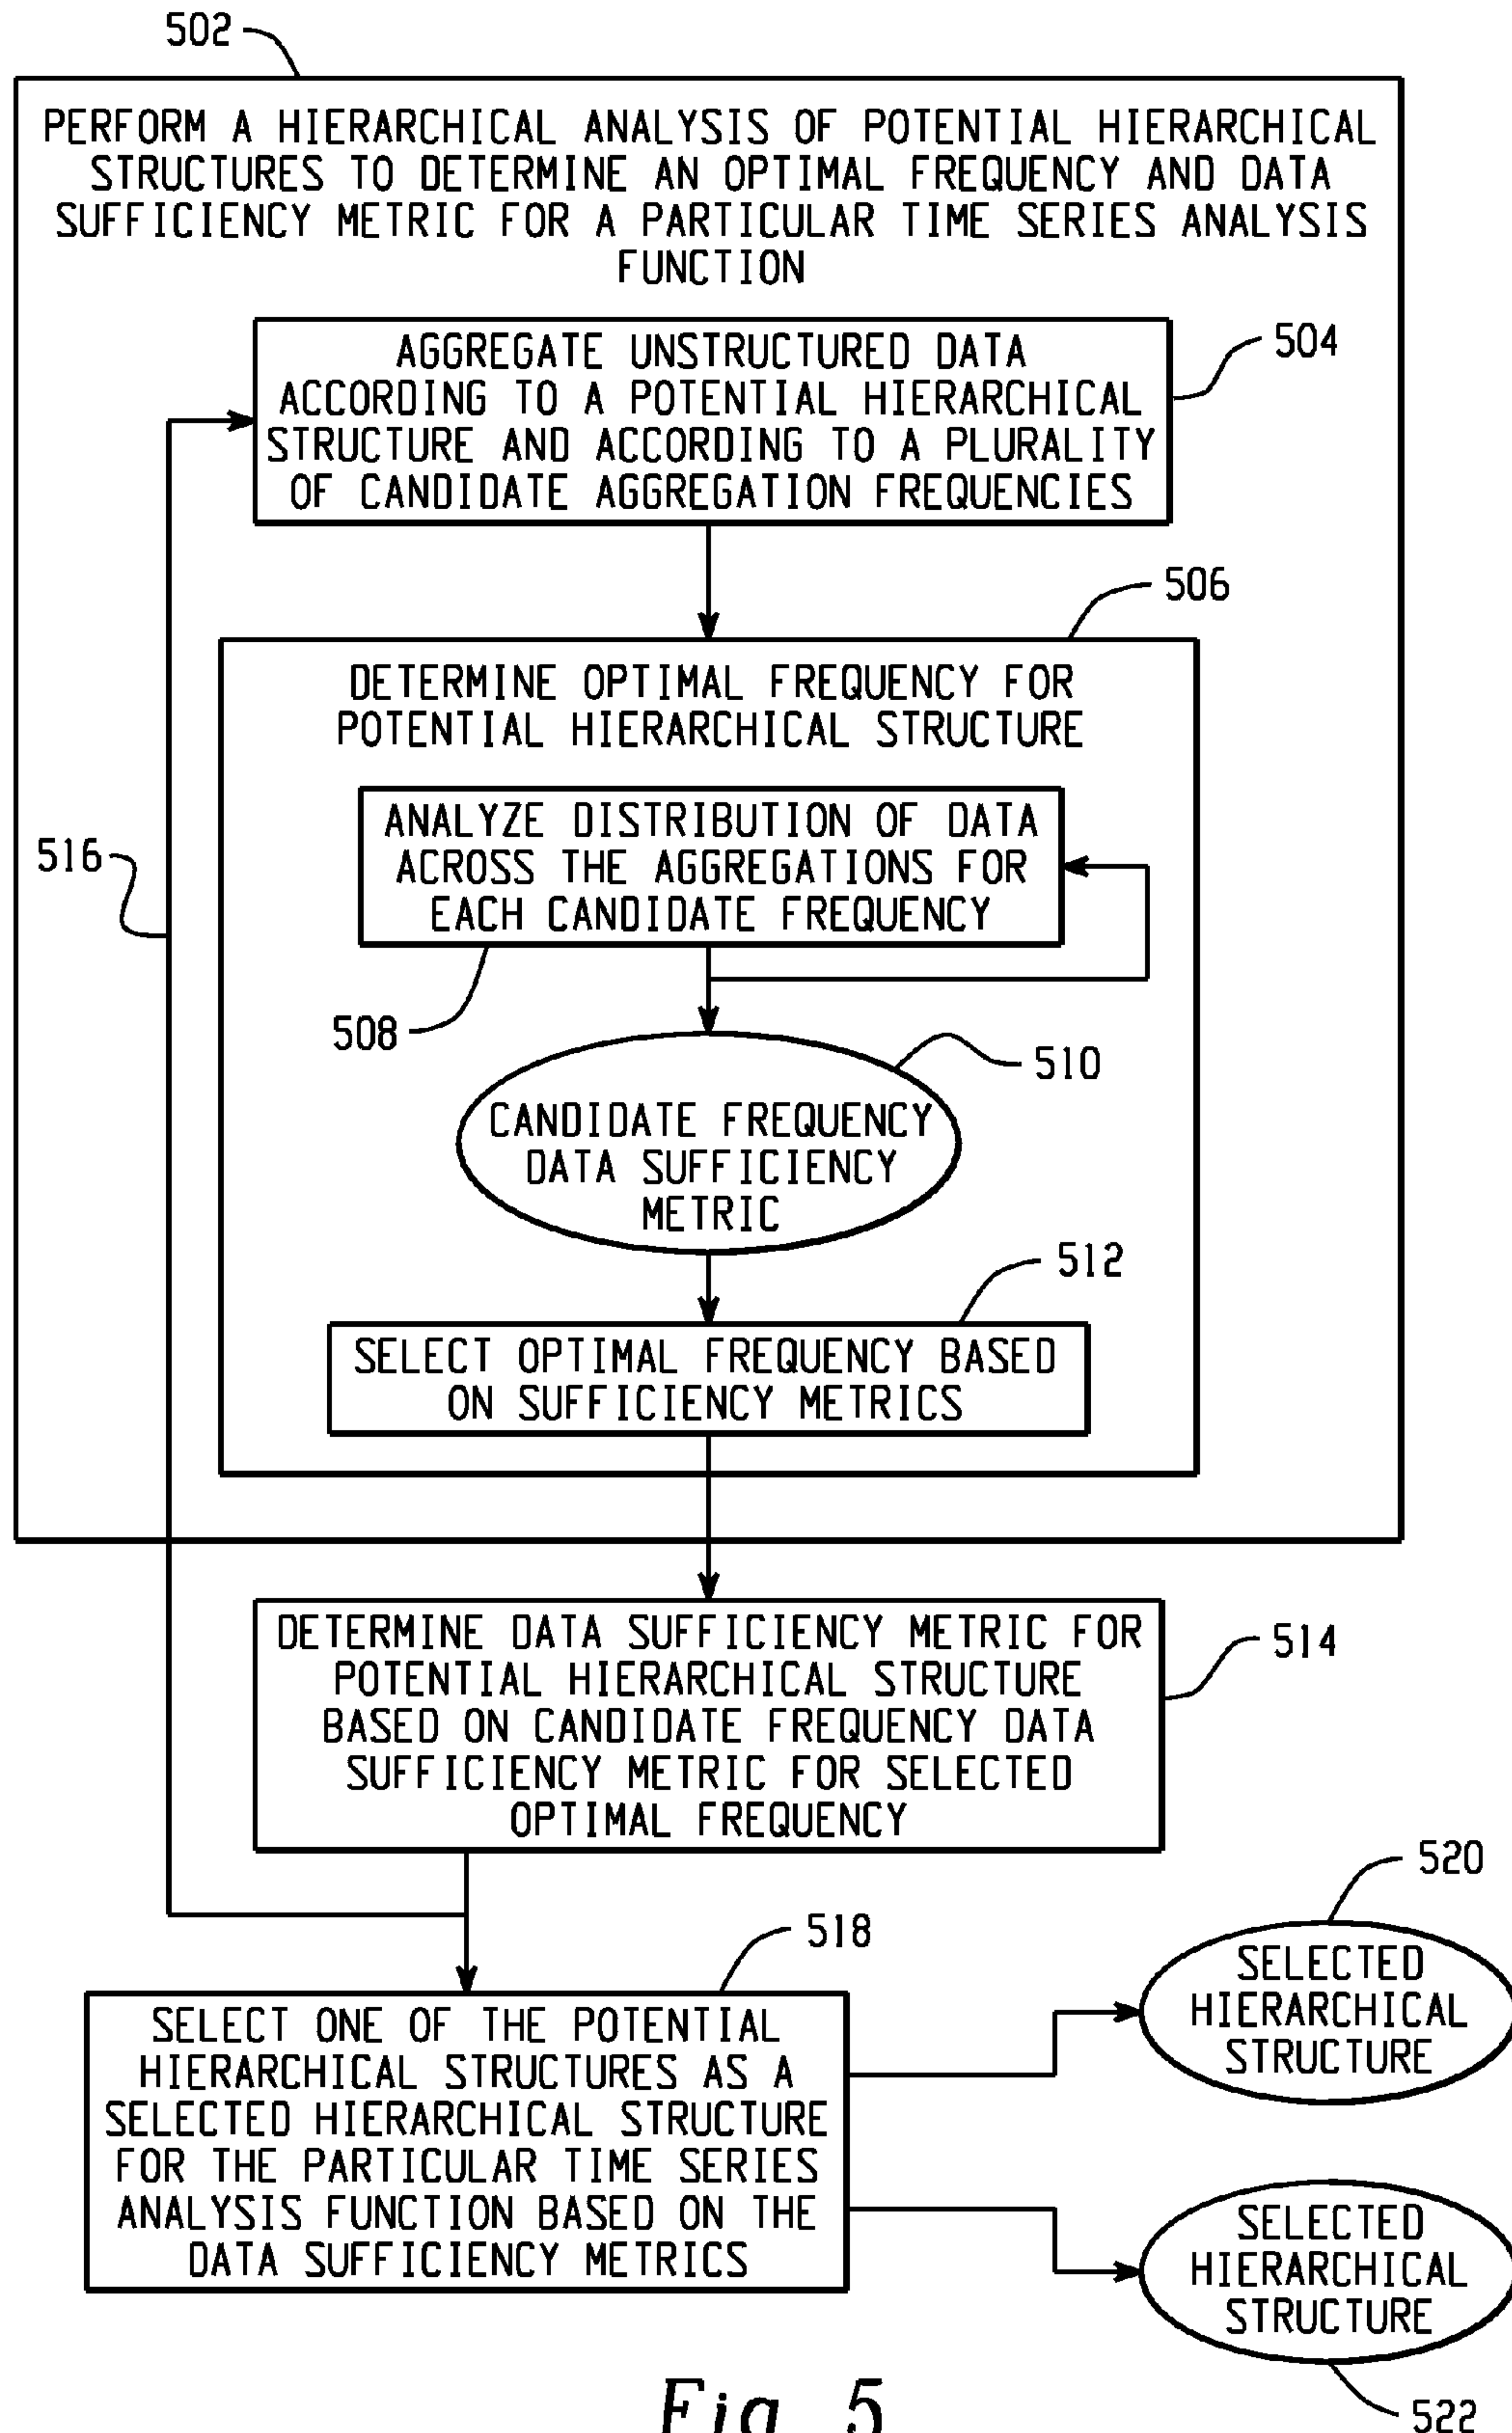 502
PERFORM A HIERARCHICAL ANALYSIS OF POTENTIAL HIERARCHICAL
STRUCTURES TO DETERMINE AN OPTIMAL FREQUENCY AND DATA
SUFFICIENCY METRIC FOR A PARTICULAR TIME SERIES ANALYSIS
FUNCTION
AGGREGATE UNSTRUCTURED DATA
ACCORDING TO A POTENTIAL HIERARCHICAL
STRUCTURE AND ACCORDING TO A PLURALITY
OF CANDIDATE AGGREGATION FREQUENCIES
504
506
DETERMINE OPTIMAL FREQUENCY FOR
POTENTIAL HIERARCHICAL STRUCTURE
ANALYZE DISTRIBUTION OF DATA
ACROSS THE AGGREGATIONS FOR
EACH CANDIDATE FREQUENCY
516
508
510
CANDIDATE FREQUENCY
DATA SUFFICIENCY
METRIC
512
SELECT OPTIMAL FREQUENCY BASED
ON SUFFICIENCY METRICS
DETERMINE DATA SUFFICIENCY METRIC FOR
POTENTIAL HIERARCHICAL STRUCTURE
BASED ON CANDIDATE FREQUENCY DATA
SUFFICIENCY METRIC FOR SELECTED
OPTIMAL FREQUENCY
514
518
SELECT ONE OF THE POTENTIAL
HIERARCHICAL STRUCTURES AS A
SELECTED HIERARCHICAL STRUCTURE
FOR THE PARTICULAR TIME SERIES
ANALYSIS FUNCTION BASED ON THE
DATA SUFFICIENCY METRICS
520
SELECTED
HIERARCHICAL
STRUCTURE
SELECTED
HIERARCHICAL
STRUCTURE
522
Fig. 5